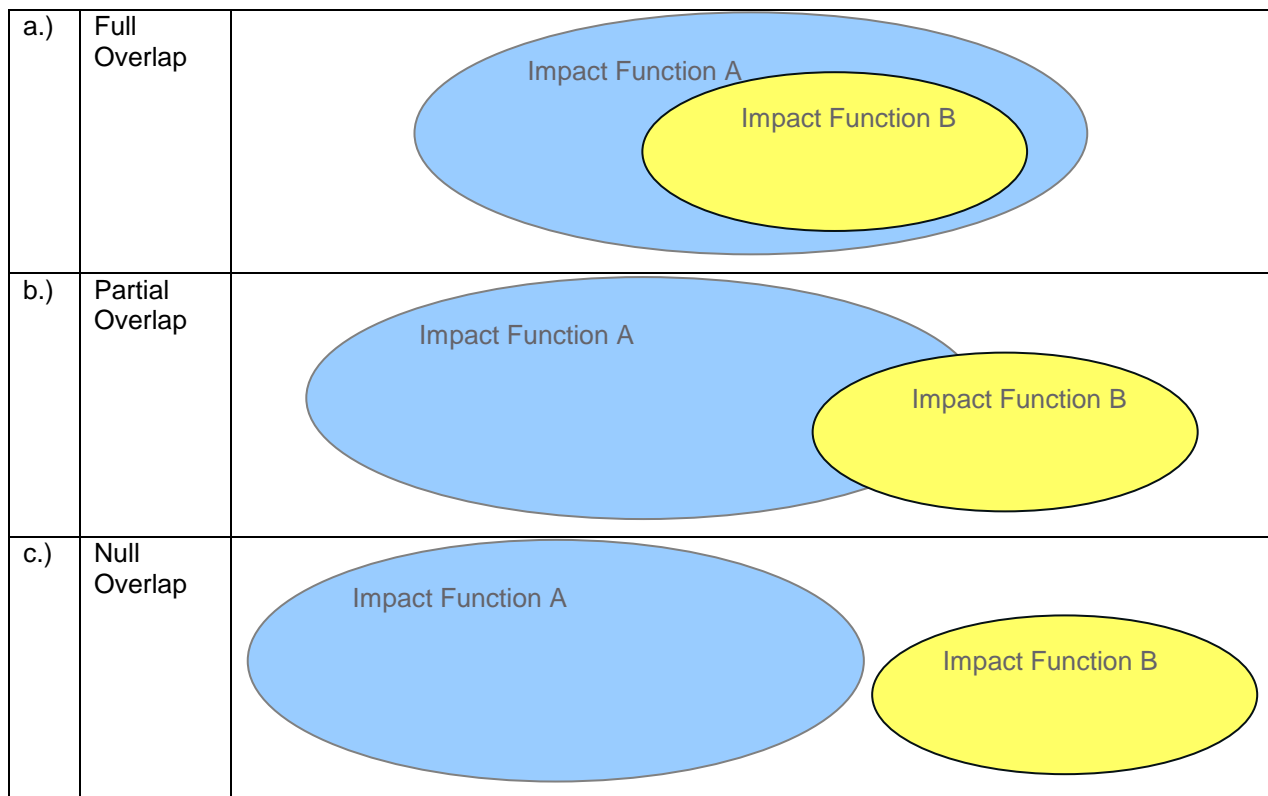 a.)
Full
Overlap
Impact Function A
Impact Function B
b.)
Partial
Overlap
Impact Function A
Impact Function B
c.)
Null
Overlap
Impact Function A
Impact Function B